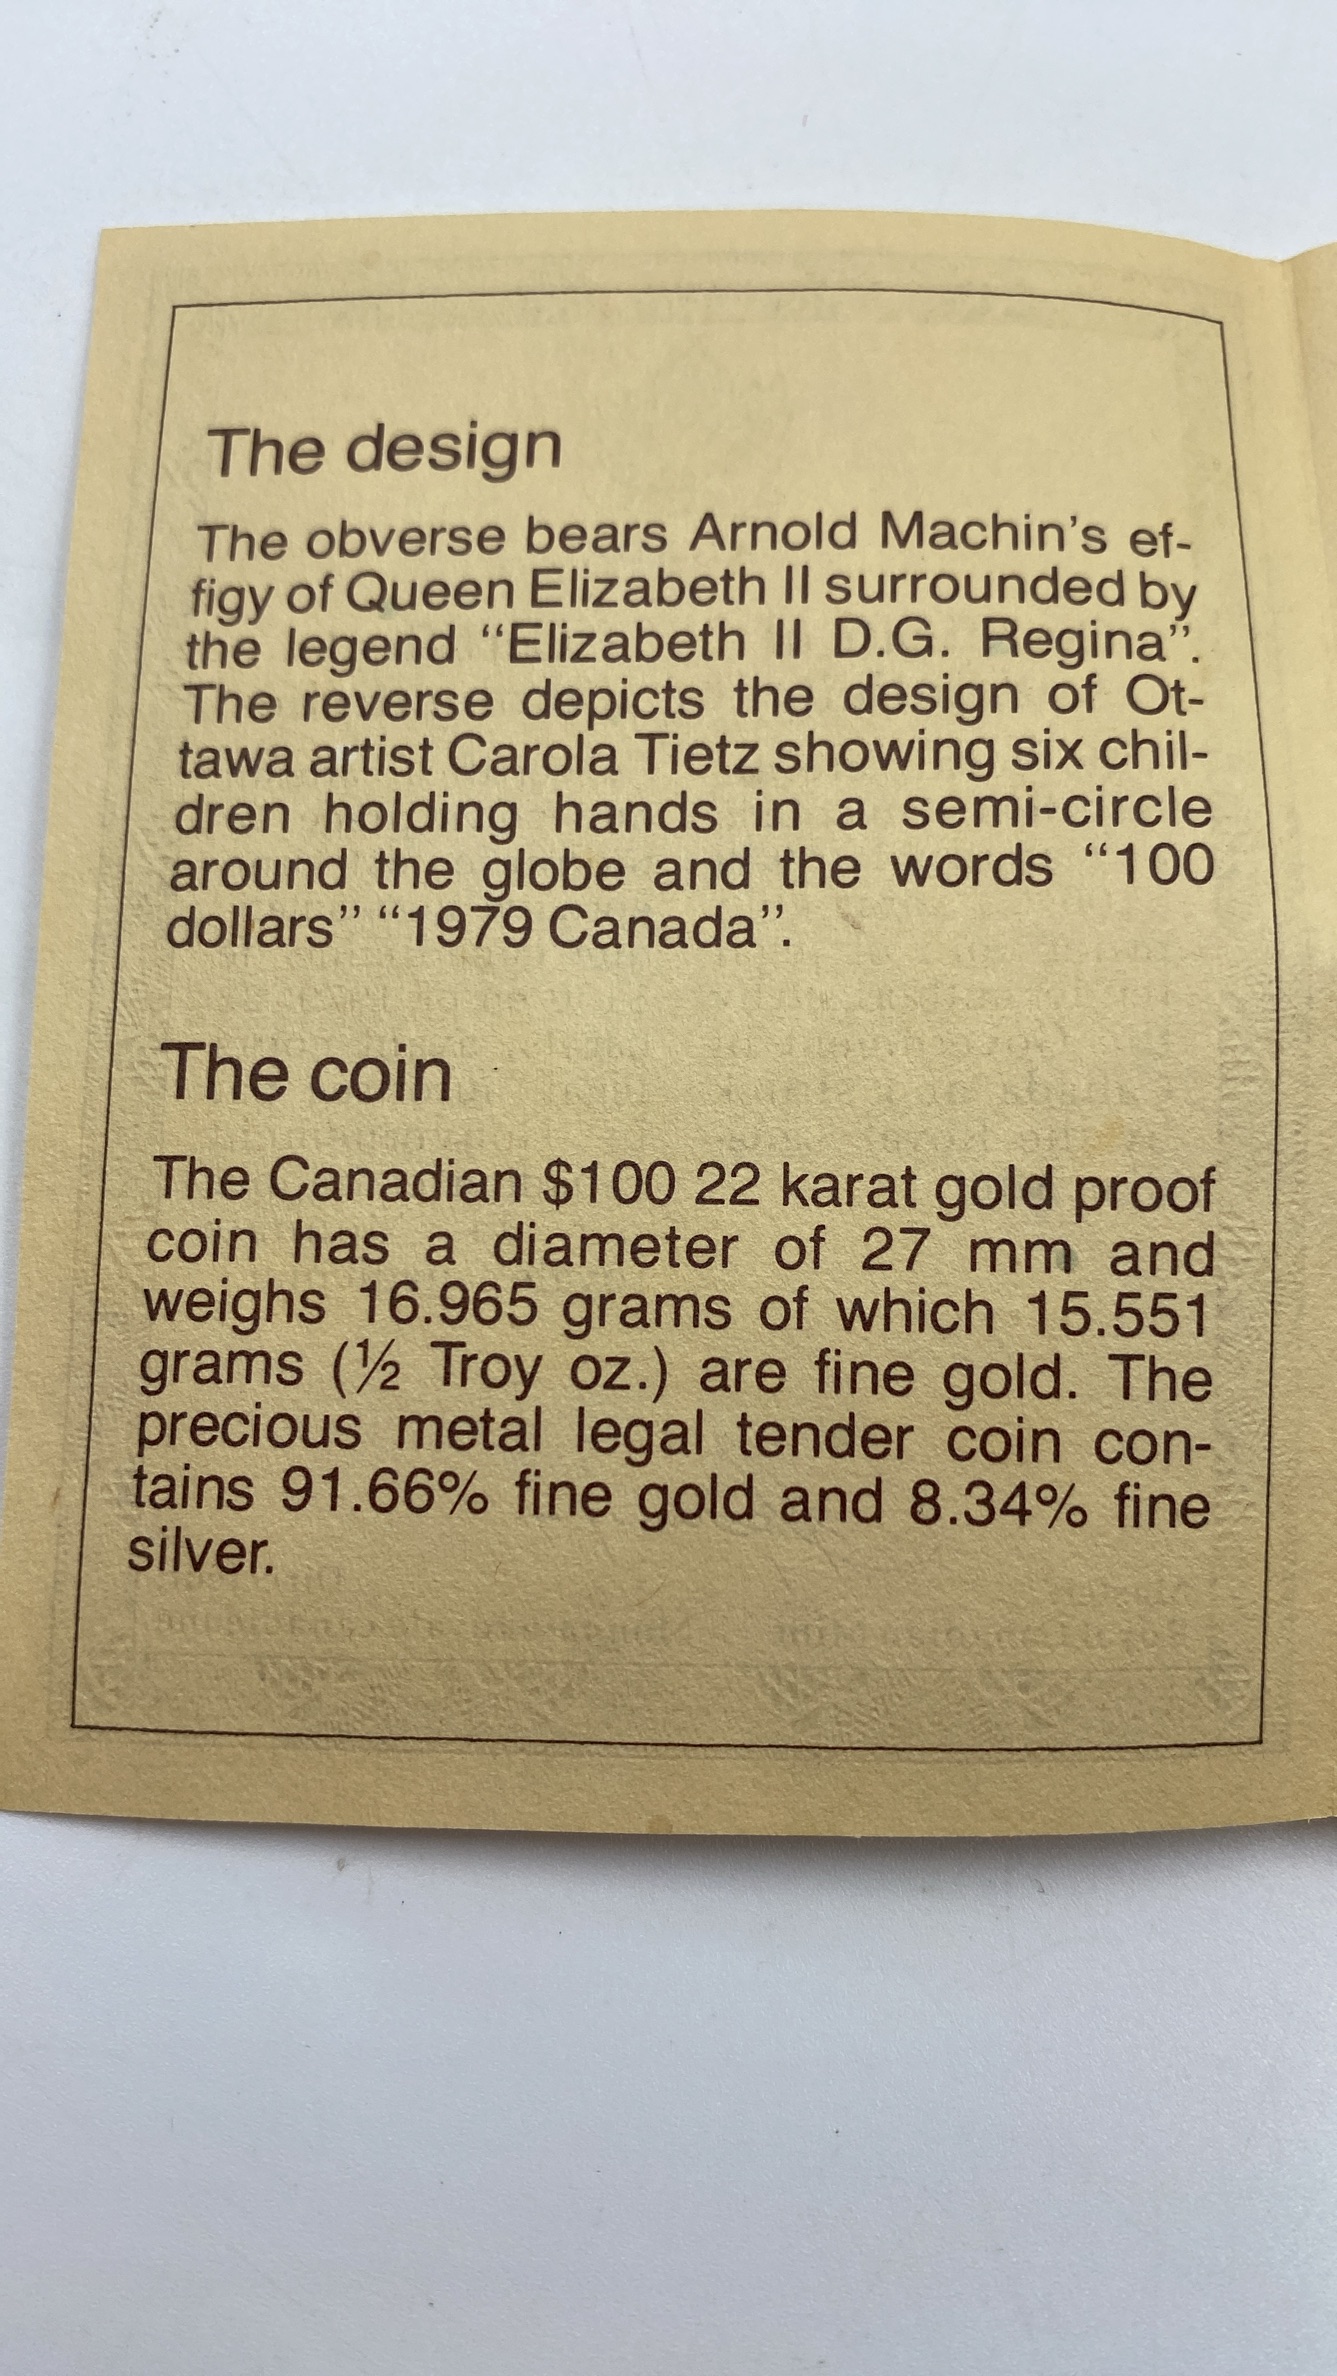 The design
The obverse bears Arnold Machin's ef-
figy of Queen Elizabeth II surrounded by
the legend “Elizabeth II D.G. Regina”.
The reverse depicts the design of Ot-
tawa artist Carola Tietz showing six chil-
dren holding hands in a semi-circle
around the globe and the words “100
dollars” “1979 Canada”.
The coin
The Canadian $100 22 karat gold proof
coin has a diameter of 27 mm and
weighs 16.965 grams of which 15.551
grams (½ Troy oz.) are fine gold. The
precious metal legal tender coin con-
tains 91.66% fine gold and 8.34% fine
silver.